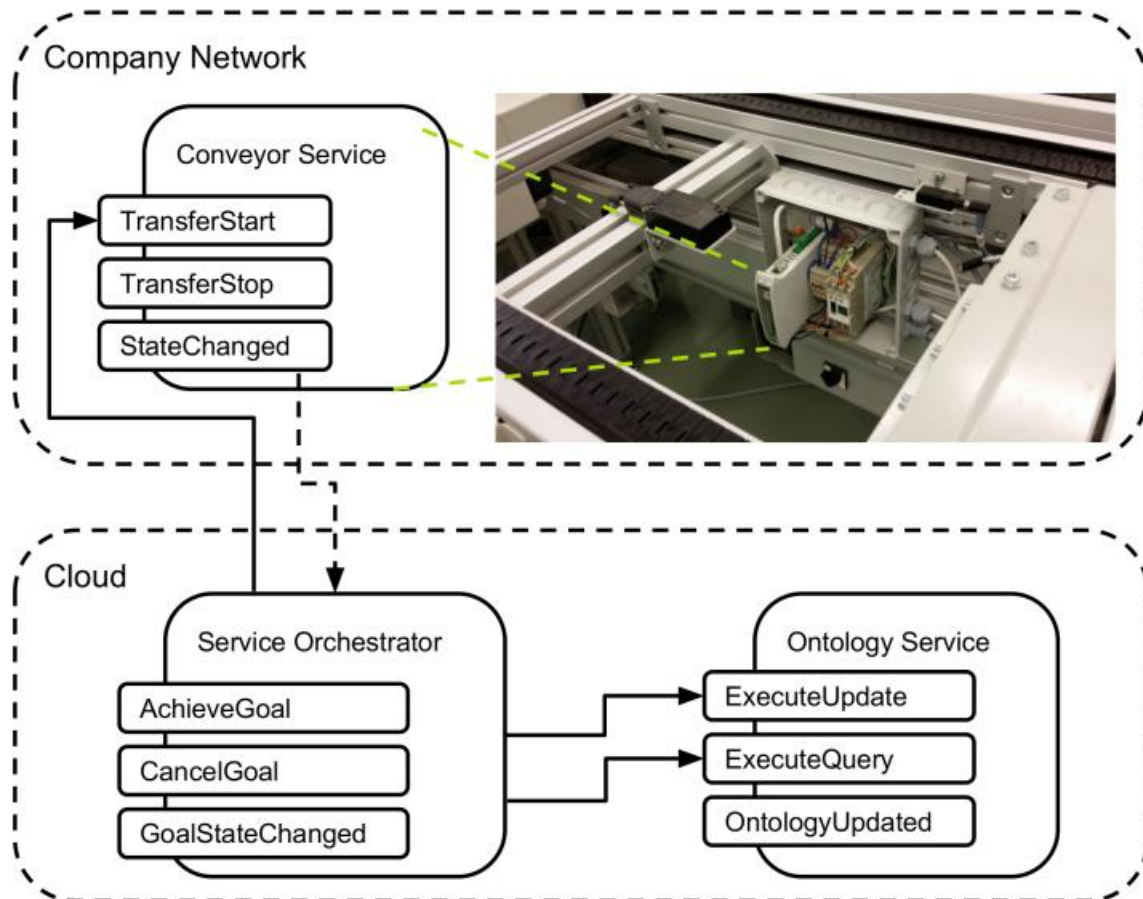 Company Network
Conveyor Service
TransferStart
TransferStop
StateChanged
Cloud
Service Orchestrator
AchieveGoal
CancelGoal
GoalStateChanged
Ontology Service
ExecuteUpdate
ExecuteQuery
OntologyUpdated